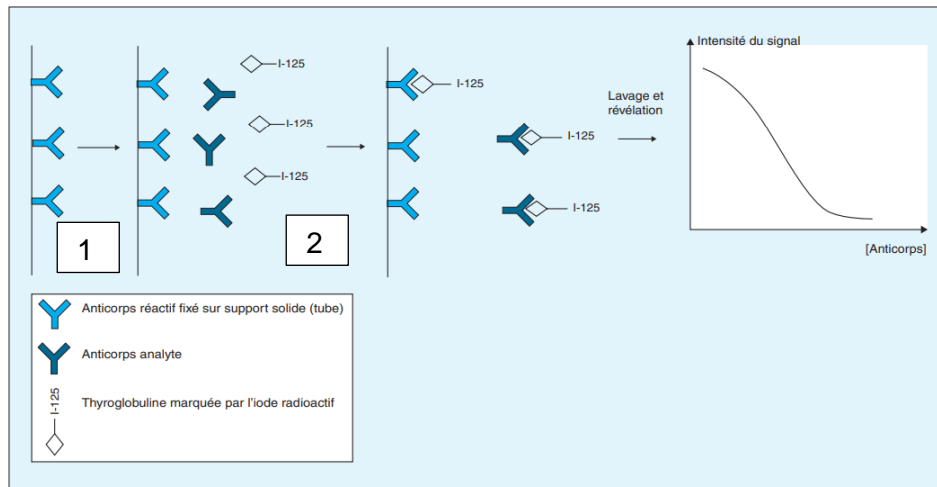 I-125
I-125
I-125
I-125
I-125
I-125
1
2
Lavage et
révélation
Intensité du signal
[Anticorps]
Anticorps réactif fixé sur support solide (tube)
Anticorps analyte
I-125
Thyroglobuline marquée par l'iode radioactif